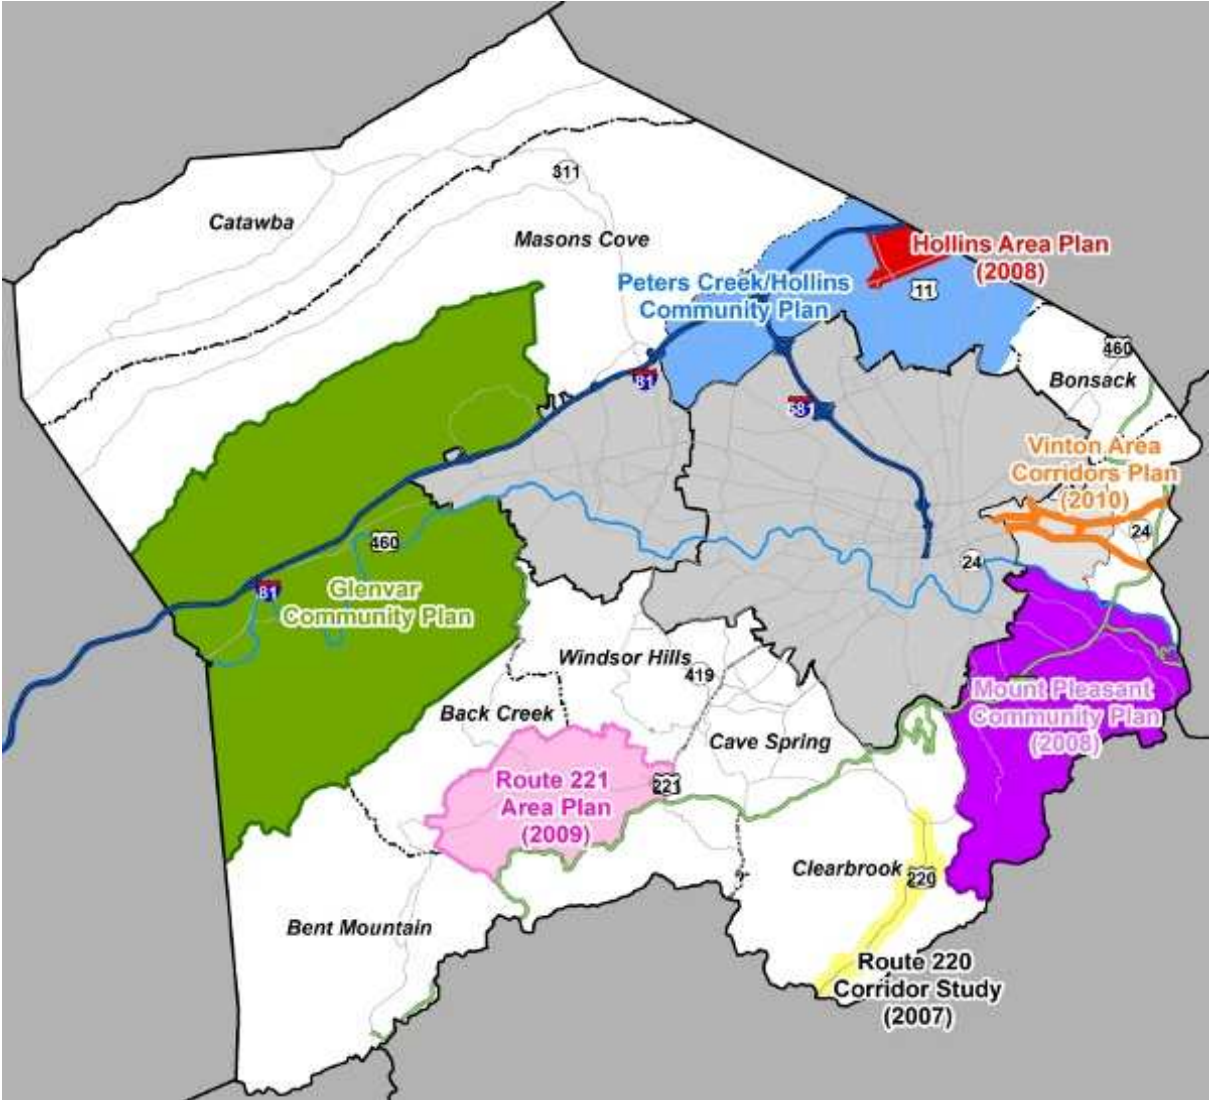 311
Catawba
Masons Cove
Hollins Area Plan
(2008)
Peters Creek/Hollins
Community Plan
11
460
81
Bonsack
581
Vinton Area
Corridors Plan
(2010)
24
460
24
81
Glenvar
Community Plan
Windsor Hills
419
Mount Pleasant
Community Plan
(2008)
Back Creek
Cave Spring
Route 221
Area Plan
(2009)
221
Clearbrook
220
Bent Mountain
Route 220
Corridor Study
(2007)